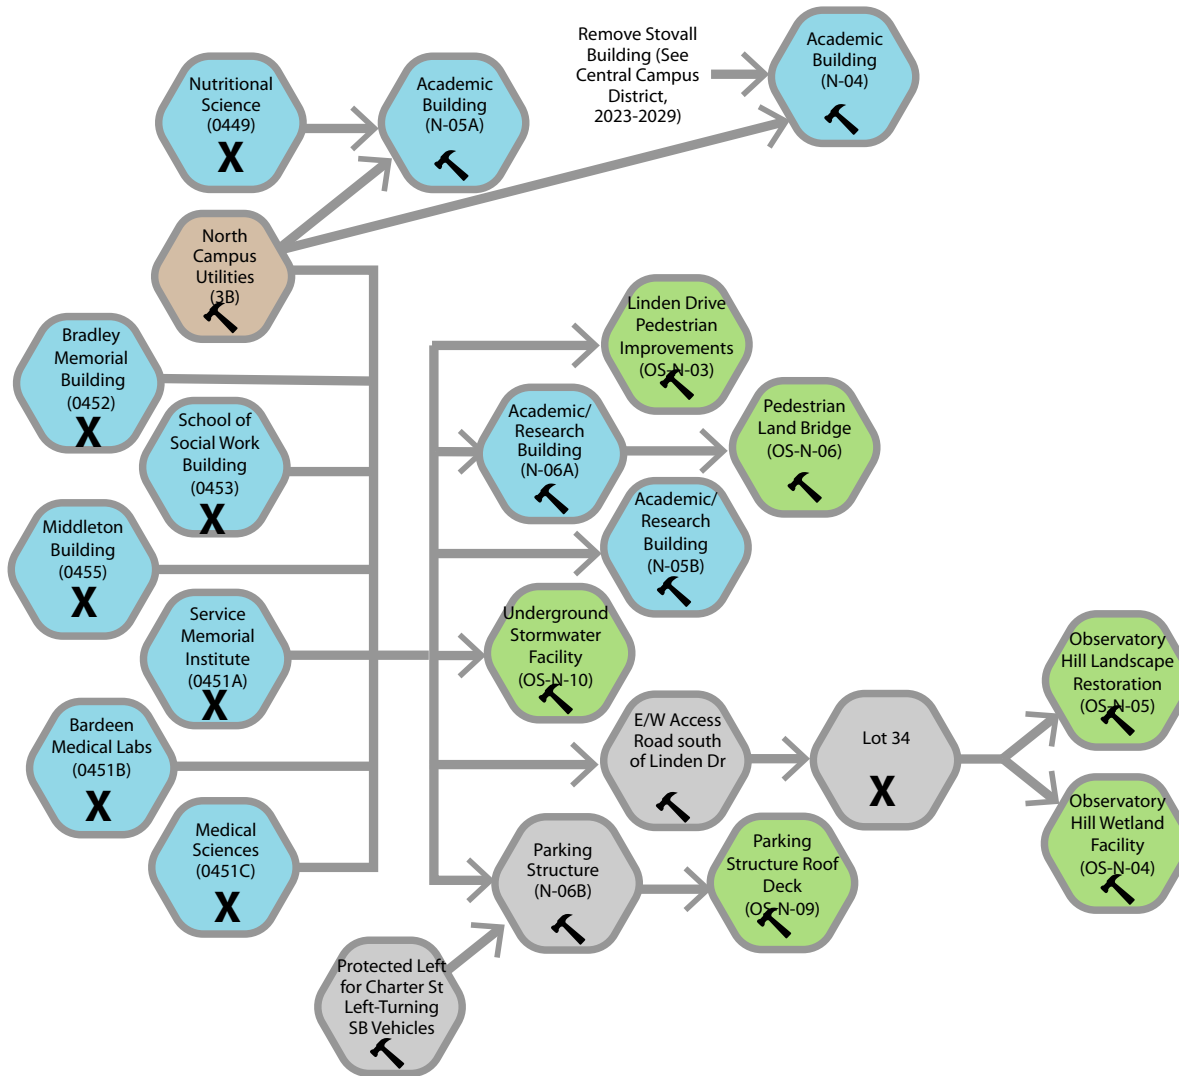 Remove Stovall
Building (See
Central Campus
District,
2023-2029)
Academic
Building
(N-04)
Nutritional
Science
(0449)
X
Academic
Building
(N-05A)
North
Campus
Utilities
(3B)
Linden Drive
Pedestrian
Improvements
(OS-N-03)
Bradley
Memorial
Building
(0452)
X
School of
Social Work
Building
(0453)
X
Academic/
Research
Building
(N-06A)
Pedestrian
Land Bridge
(OS-N-06)
Middleton
Building
(0455)
X
Academic/
Research
Building
(N-05B)
Service
Memorial
Institute
(0451A)
X
Underground
Stormwater
Facility
(OS-N-10)
Observatory
Hill Landscape
Restoration
(OS-N-05)
Bardeen
Medical Labs
(0451B)
X
E/W Access
Road south
of Linden Dr
Lot 34
X
Observatory
Hill Wetland
Facility
(OS-N-04)
Medical
Sciences
(0451C)
X
Parking
Structure
(N-06B)
Parking
Structure Roof
Deck
(OS-N-09)
Protected Left
for Charter St
Left-Turning
SB Vehicles